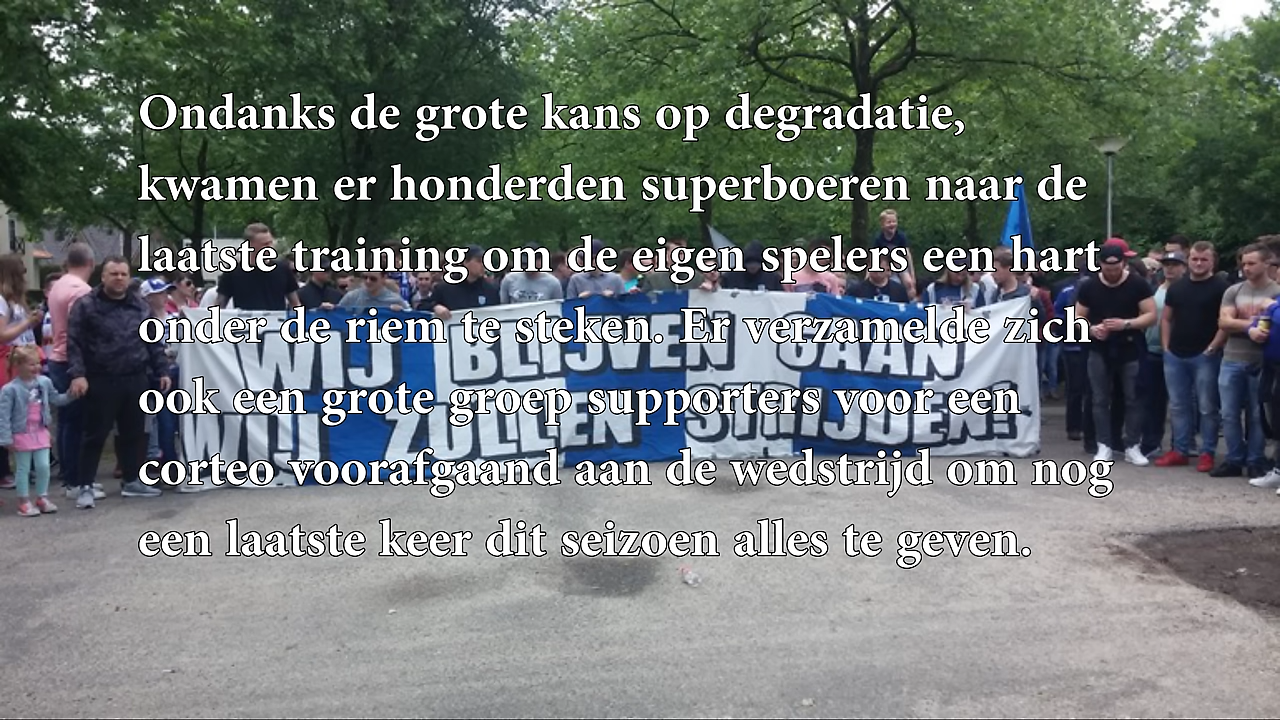 Ondanks de grote kans op degradatie,
kwamen er honderden superboeren naar de
laatste training om de eigen spelers een hart
onder de riem te steken. Er verzamelde zich
ook een grote groep supporters voor een
corteo voorafgaand aan de wedstrijd om nog
een laatste keer dit seizoen alles te geven.
WIJ BLIJVEN GAAN
WIJ ZULLEN STRIJDEN!